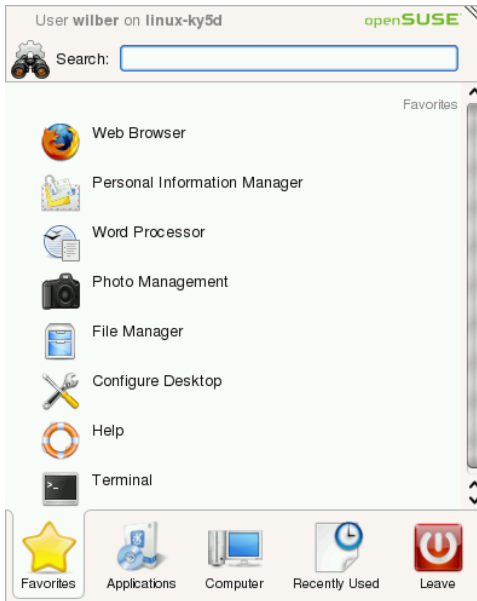 User wilber on linux-ky5d
openSUSE
Search:
Favorites
Web Browser
Personal Information Manager
Word Processor
Photo Management
File Manager
Configure Desktop
Help
Terminal
Favorites
Applications
Computer
Recently Used
Leave